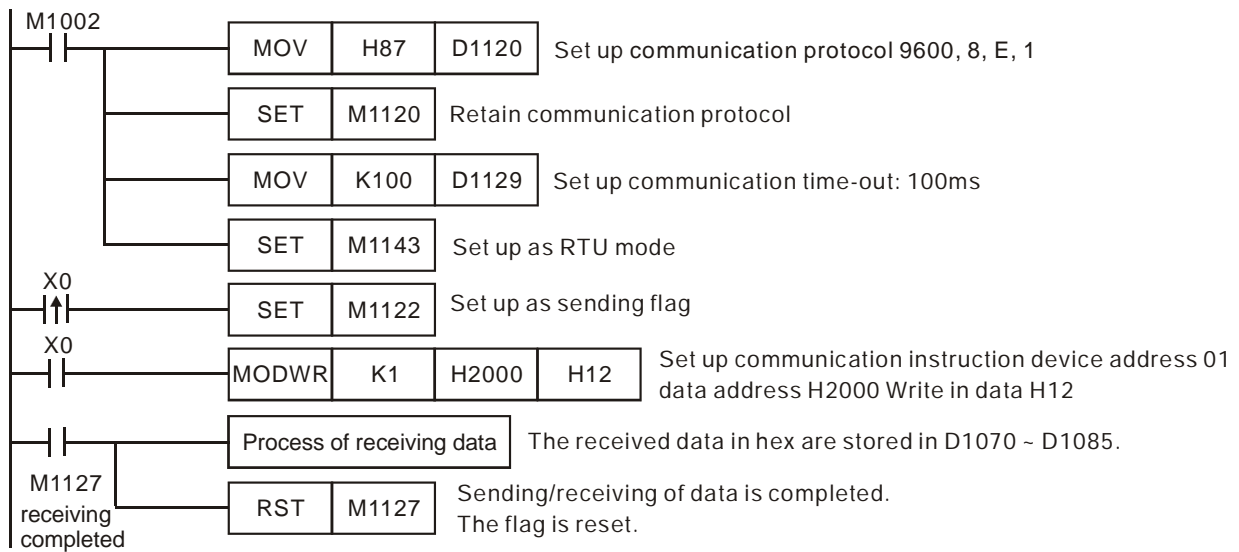 M1002
MOV H87 D1120 Set up communication protocol 9600, 8, E, 1
SET M1120 Retain communication protocol
MOV K100 D1129 Set up communication time-out: 100ms
SET M1143 Set up as RTU mode
X0
SET M1122 Set up as sending flag
X0
MODWR K1 H2000 H12 Set up communication instruction device address 01
data address H2000 Write in data H12
Process of receiving data The received data in hex are stored in D1070 ~ D1085.
M1127
receiving
completed
RST M1127 Sending/receiving of data is completed.
The flag is reset.